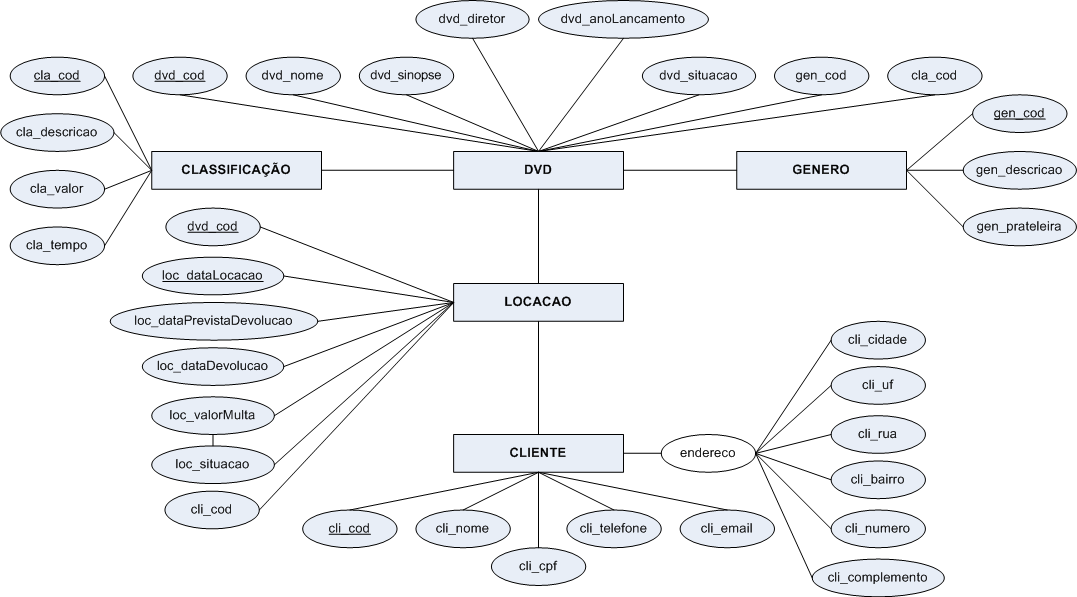 dvd_diretor
dvd_anoLancamento
cla_cod
dvd_cod
dvd_nome
dvd_sinopse
dvd_situacao
gen_cod
cla_cod
gen_cod
cla_descricao
CLASSIFICAÇÃO
DVD
GENERO
gen_descricao
cla_valor
dvd_cod
gen_prateleira
cla_tempo
loc_dataLocacao
LOCACAO
loc_dataPrevistaDevolucao
cli_cidade
loc_dataDevolucao
cli_uf
loc_valorMulta
cli_rua
CLIENTE
endereco
loc_situacao
cli_bairro
cli_cod
cli_cod
cli_nome
cli_telefone
cli_email
cli_numero
cli_cpf
cli_complemento